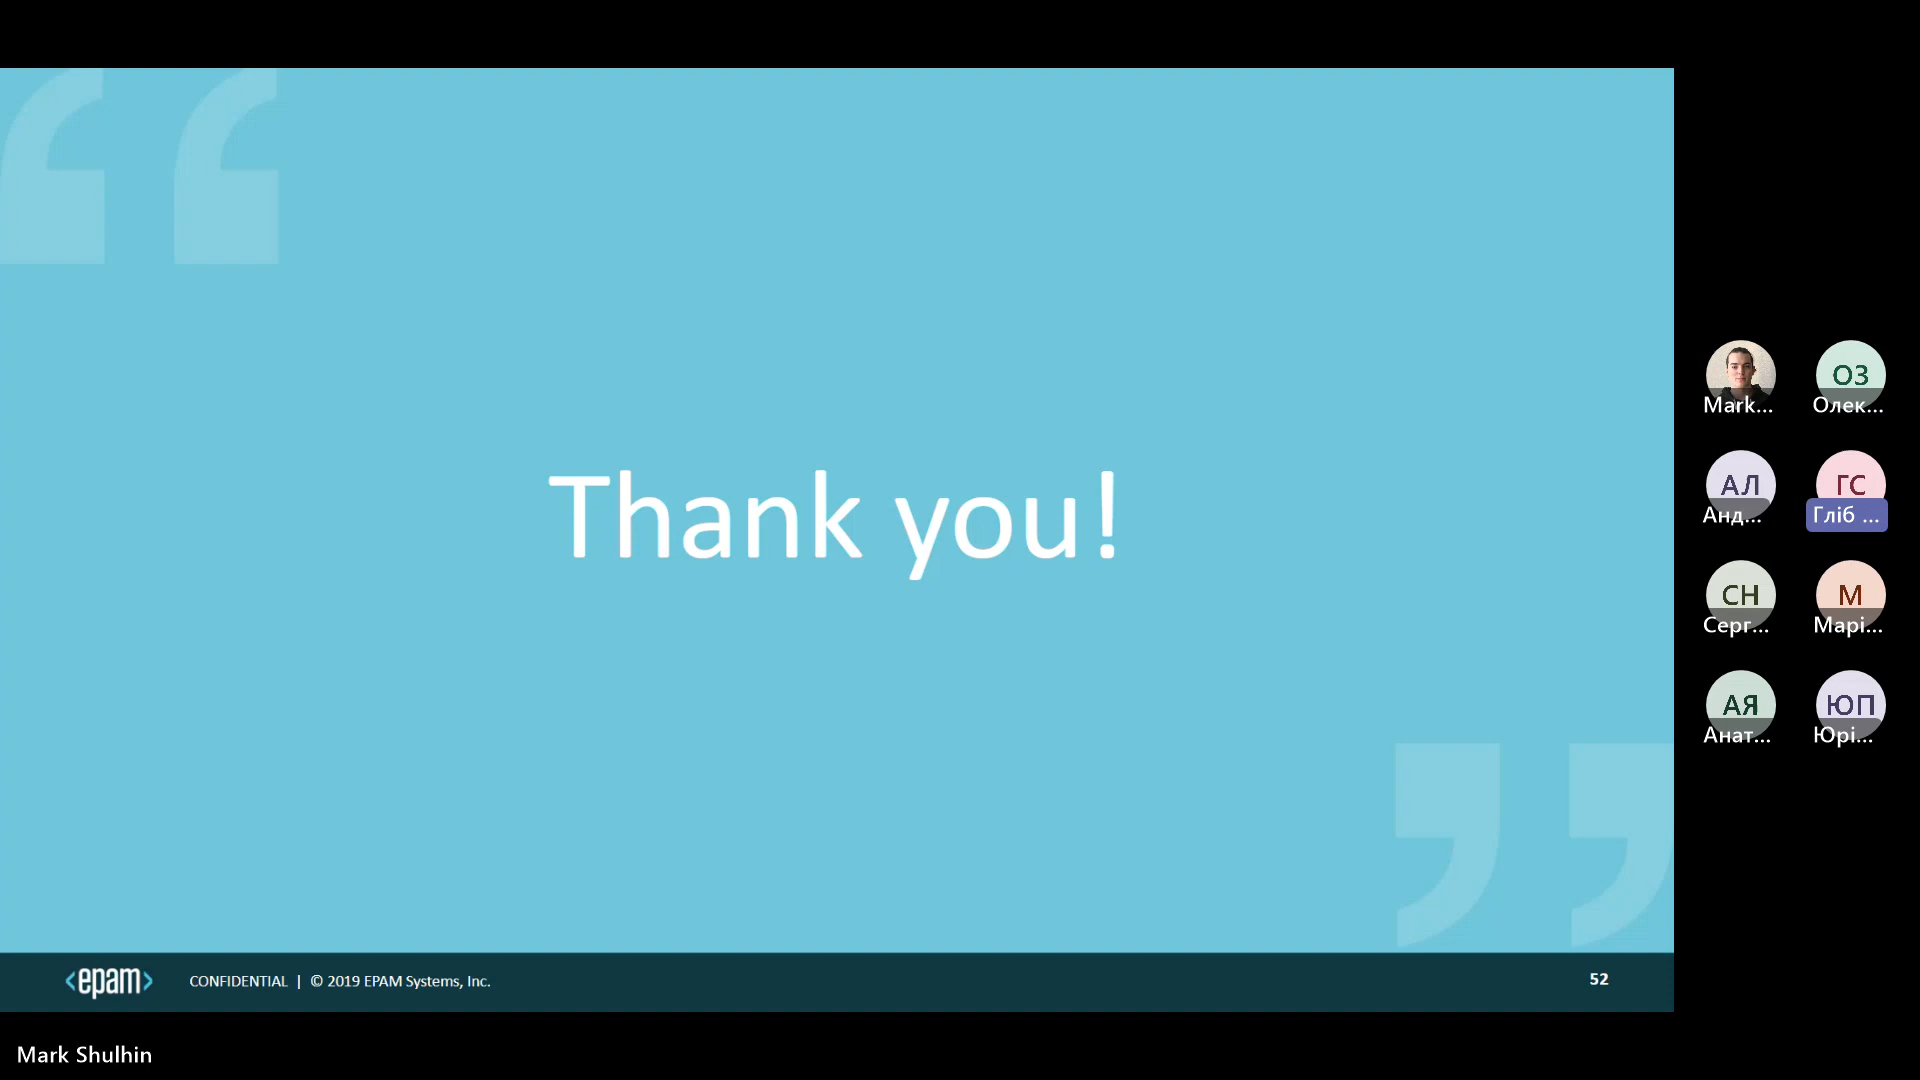 Thank you!
<epam>
CONFIDENTIAL | © 2019 EPAM Systems, Inc.
52
Mark Shulhin
Mark...
ОЗ
Олек...
АЛ
Анд...
ГС
Гліб ...
СН
Серг...
М
Марі...
АЯ
Анат...
ЮП
Юрі...